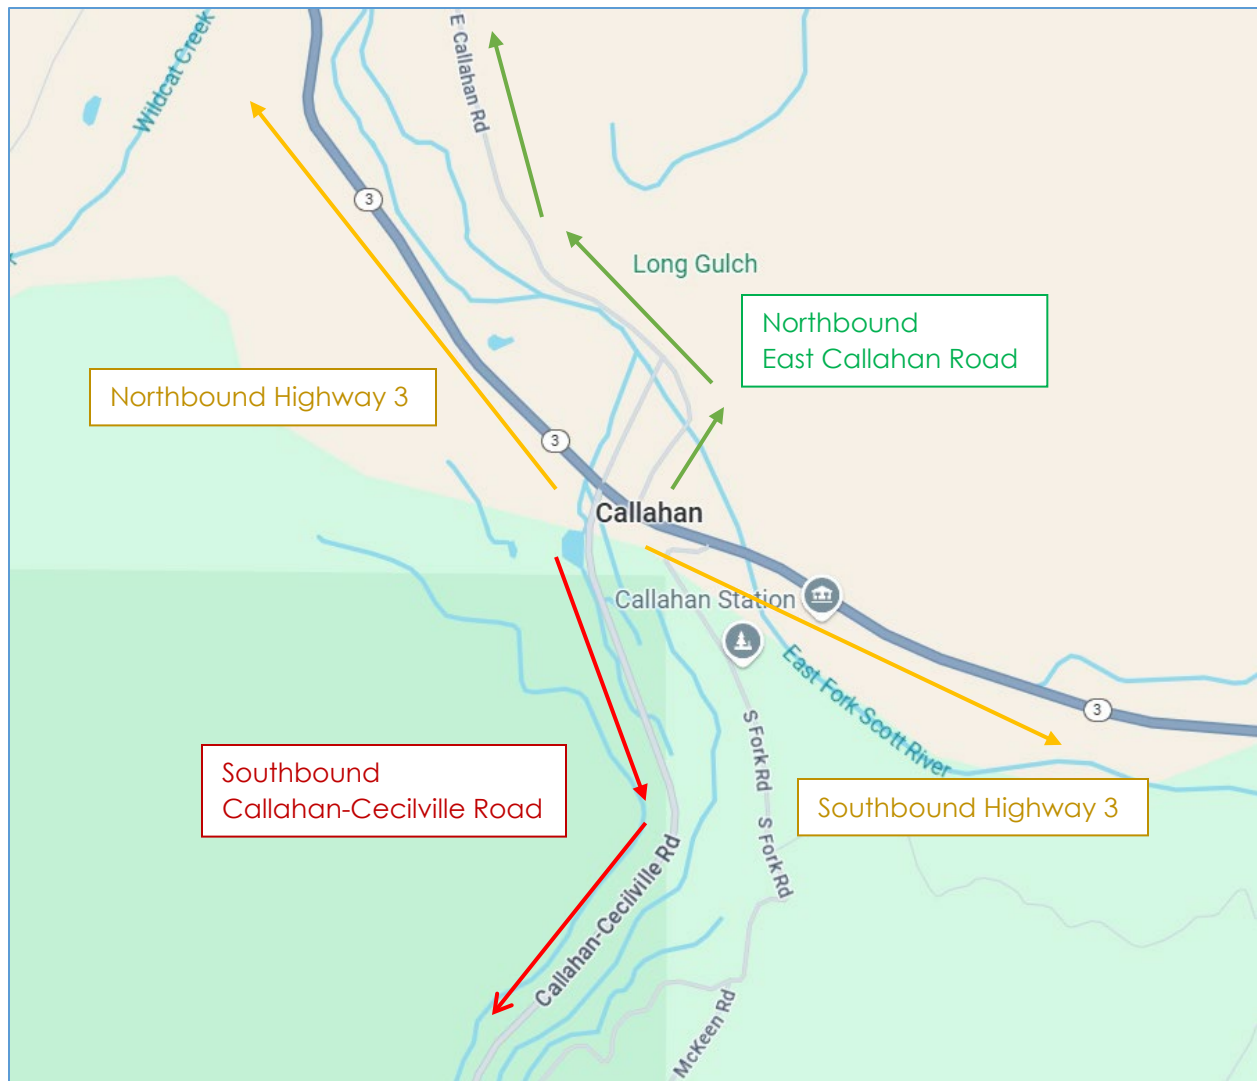 Wildcat Creek
E Callahan Rd
3
Long Gulch
Northbound
East Callahan Road
Northbound Highway 3
3
Callahan
Callahan Station
East Fork Scott River
3
S Fork Rd
Southbound
Callahan-Cecilville Road
Southbound Highway 3
S Fork Rd
Callahan-Cecilville Rd
McKeen Rd